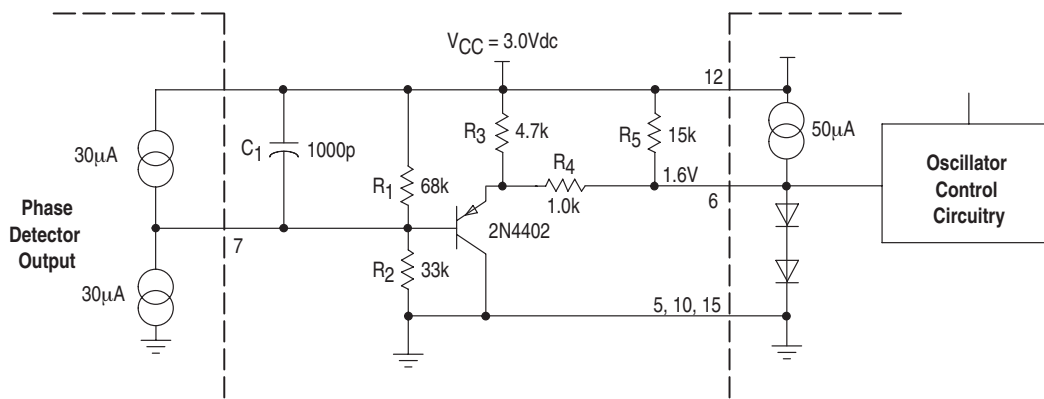 V_CC = 3.0Vdc
12
30μA
C1
1000p
R3
4.7k
R5
15k
50μA
R1
68k
R4
1.0k
1.6V
6
Oscillator
Control
Circuitry
Phase
Detector
Output
7
2N4402
R2
33k
30μA
5, 10, 15